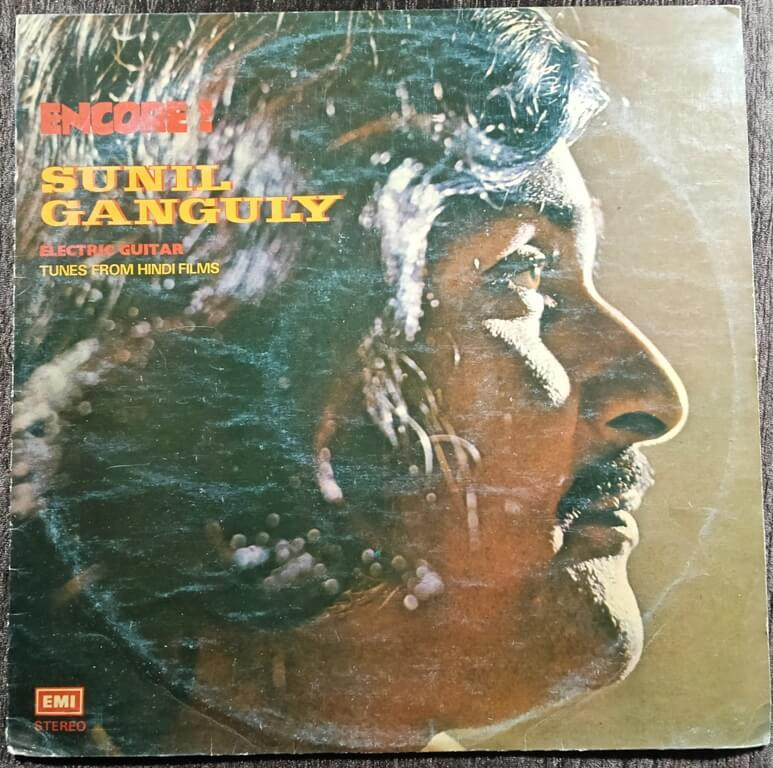 ENCORE!
SUNIL
GANGULY
ELECTRIC GUITAR
TUNES FROM HINDI FILMS
EMI
STEREO